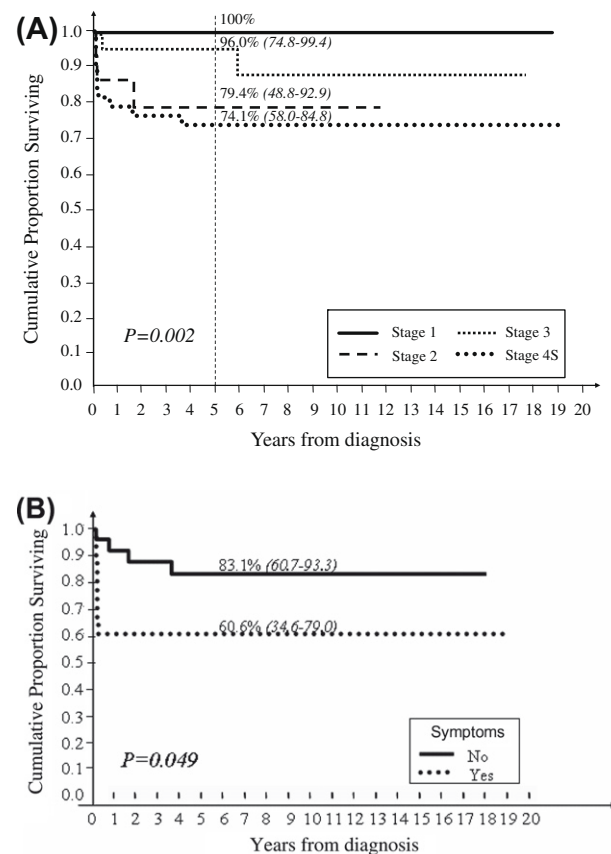 (A)
Cumulative Proportion Surviving
1.0
0.9
0.8
0.7
0.6
0.5
0.4
0.3
0.2
0.1
0.0
100%
96.0% (74.8-99.4)
79.4% (48.8-92.9)
74.1% (58.0-84.8)
P=0.002
Stage 1 Stage 3
Stage 2 Stage 4S
0 1 2 3 4 5 6 7 8 9 10 11 12 13 14 15 16 17 18 19 20
Years from diagnosis
(B)
Cumulative Proportion Surviving
1.0
0.9
0.8
0.7
0.6
0.5
0.4
0.3
0.2
0.1
0.0
83.1% (60.7-93.3)
60.6% (34.6-79.0)
P=0.049
Symptoms
No
Yes
0 1 2 3 4 5 6 7 8 9 10 11 12 13 14 15 16 17 18 19 20
Years from diagnosis